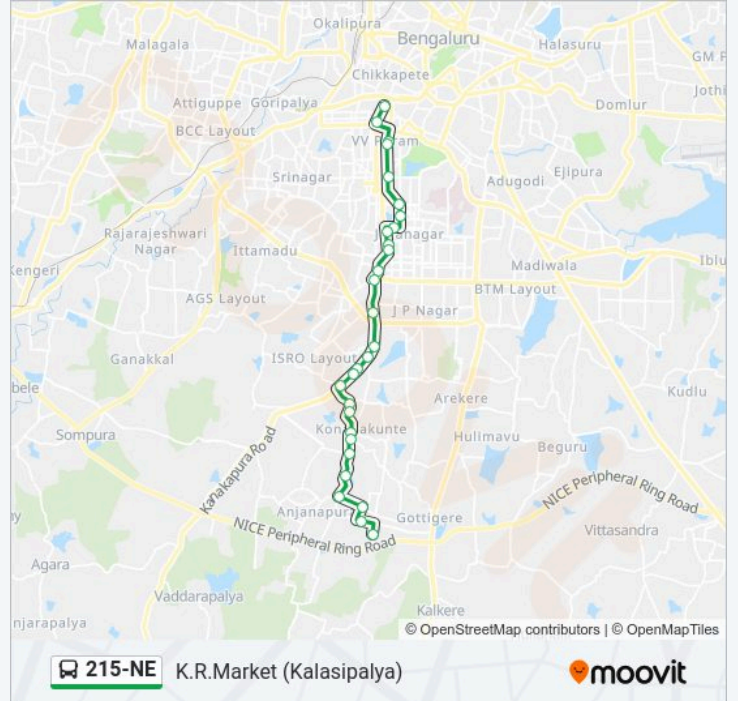 Okalipura
Bengaluru
Malagala
Halasuru
GM F
Chikkapete
Jothi
Attiguppe
Goripalya
Domlur
BCC Layout
VV Puram
Srinagar
Ejipura
Adugodi
Rajarajeshwari
Nagar
Jayanagar
Ittamadu
Kengeri
Madiwala
Iblu
BTM Layout
AGS Layout
J P Nagar
ISRO Layout
Ganakkal
bele
Kudlu
Arekere
Sompura
Konanakunte
Hulimavu
Beguru
Kanakapura Road
NICE Peripheral Ring Road
Anjanapura
Gottigere
Vittasandra
NICE Peripheral Ring Road
Agara
Vaddarapalya
Kalkere
njarapalya
© OpenStreetMap contributors | © OpenMapTiles
215-NE K.R.Market (Kalasipalya)
moovit